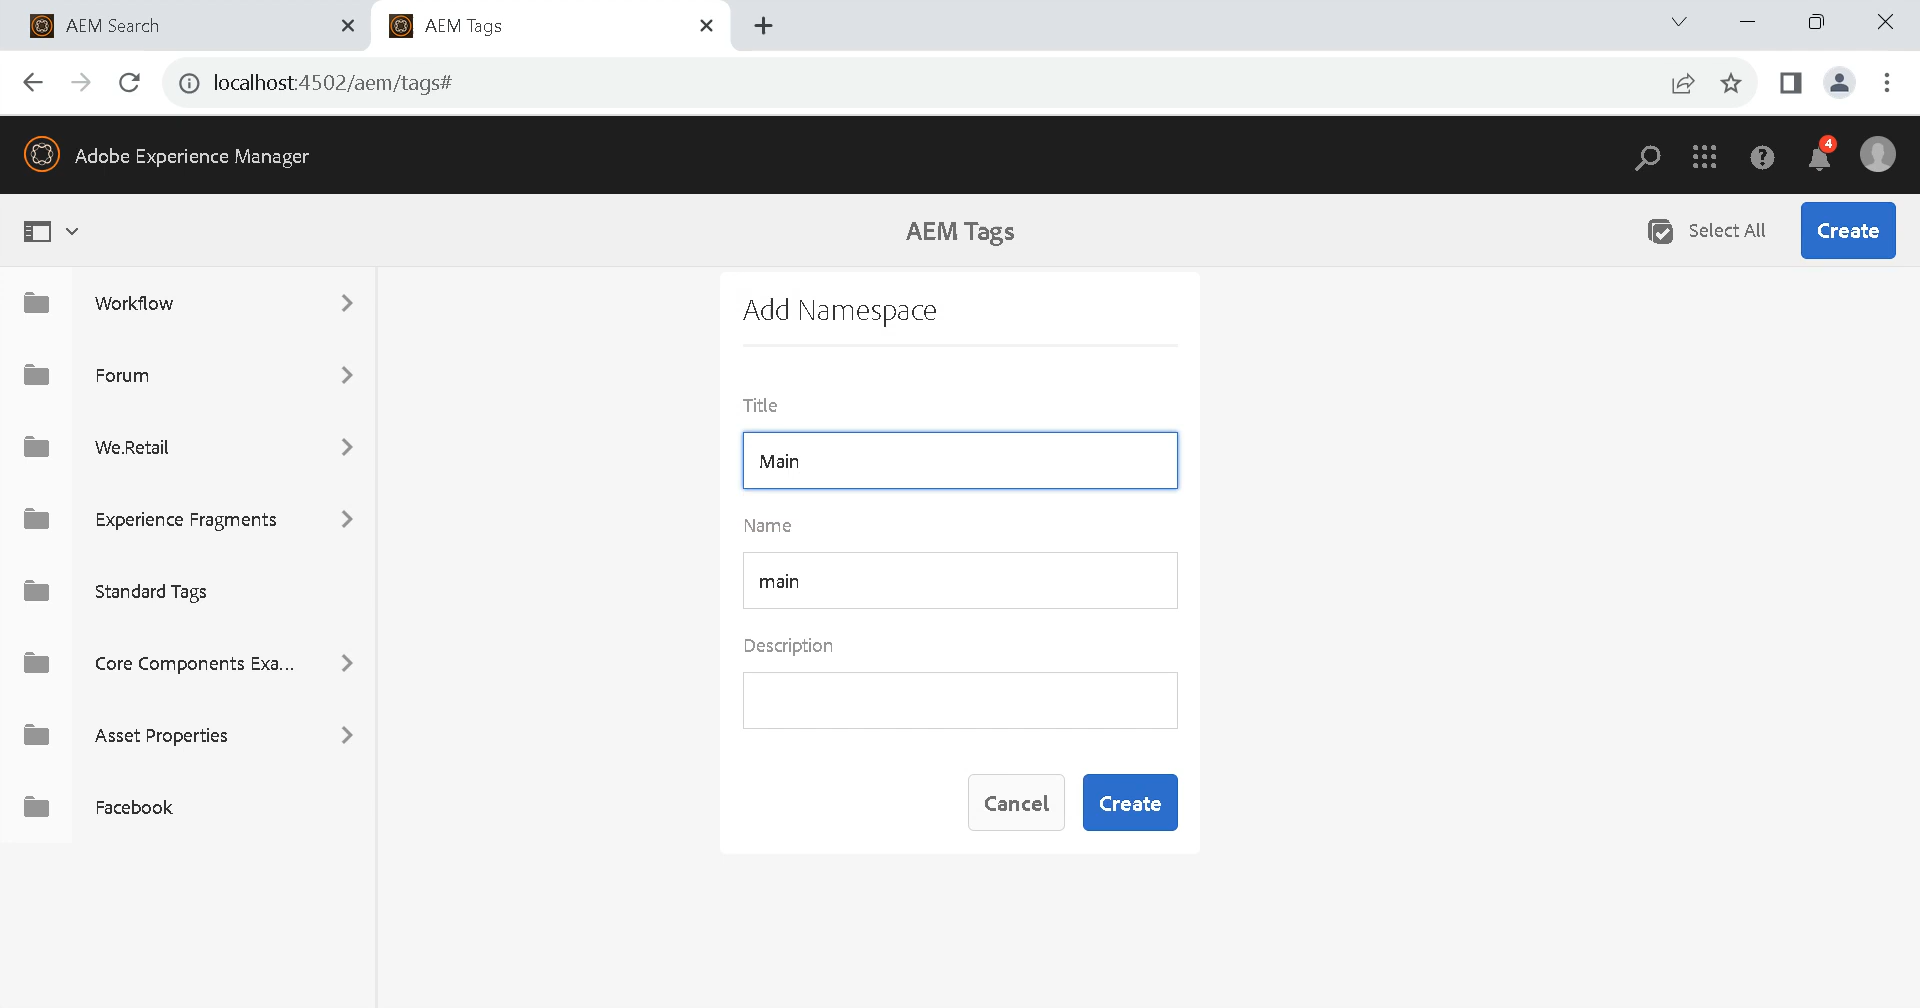 AEM Search
AEM Tags
localhost:4502/aem/tags#
Adobe Experience Manager
4
AEM Tags
Select All
Create
Workflow
Forum
We.Retail
Experience Fragments
Standard Tags
Core Components Exa...
Asset Properties
Facebook
Add Namespace
Title
Main
Name
main
Description
Cancel
Create